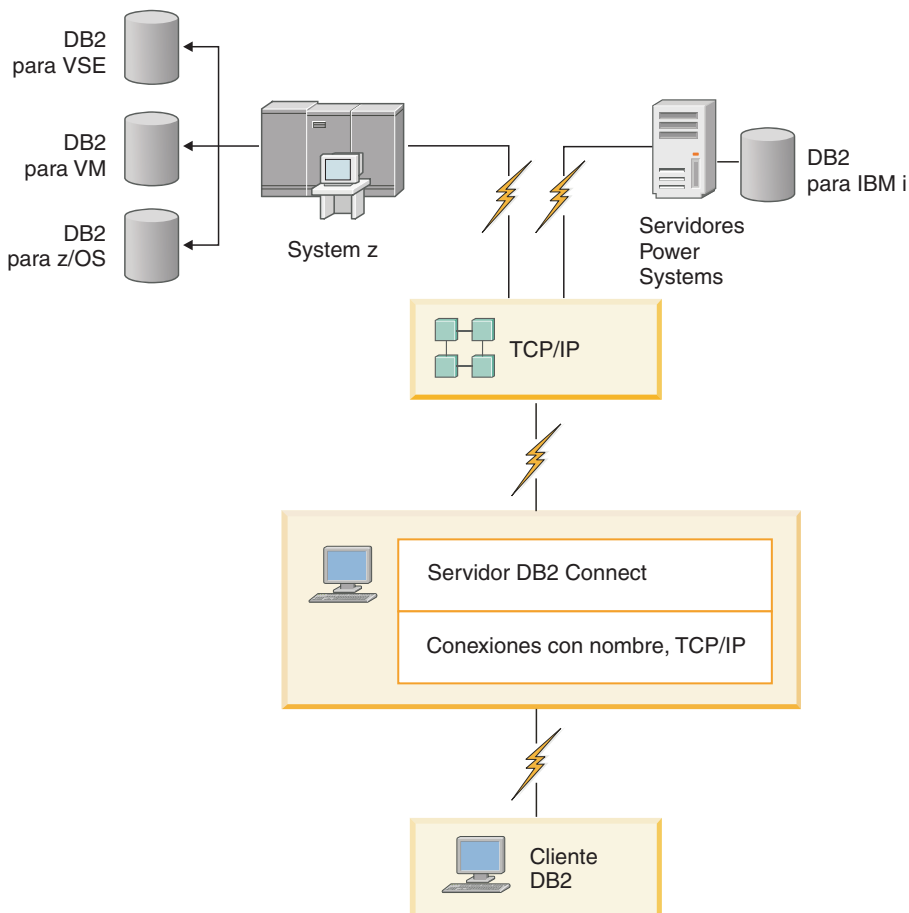 DB2
para VSE
DB2
para VM
DB2
para z/OS
System z
Servidores
Power
Systems
DB2
para IBM i
TCP/IP
Servidor DB2 Connect
Conexiones con nombre, TCP/IP
Cliente
DB2